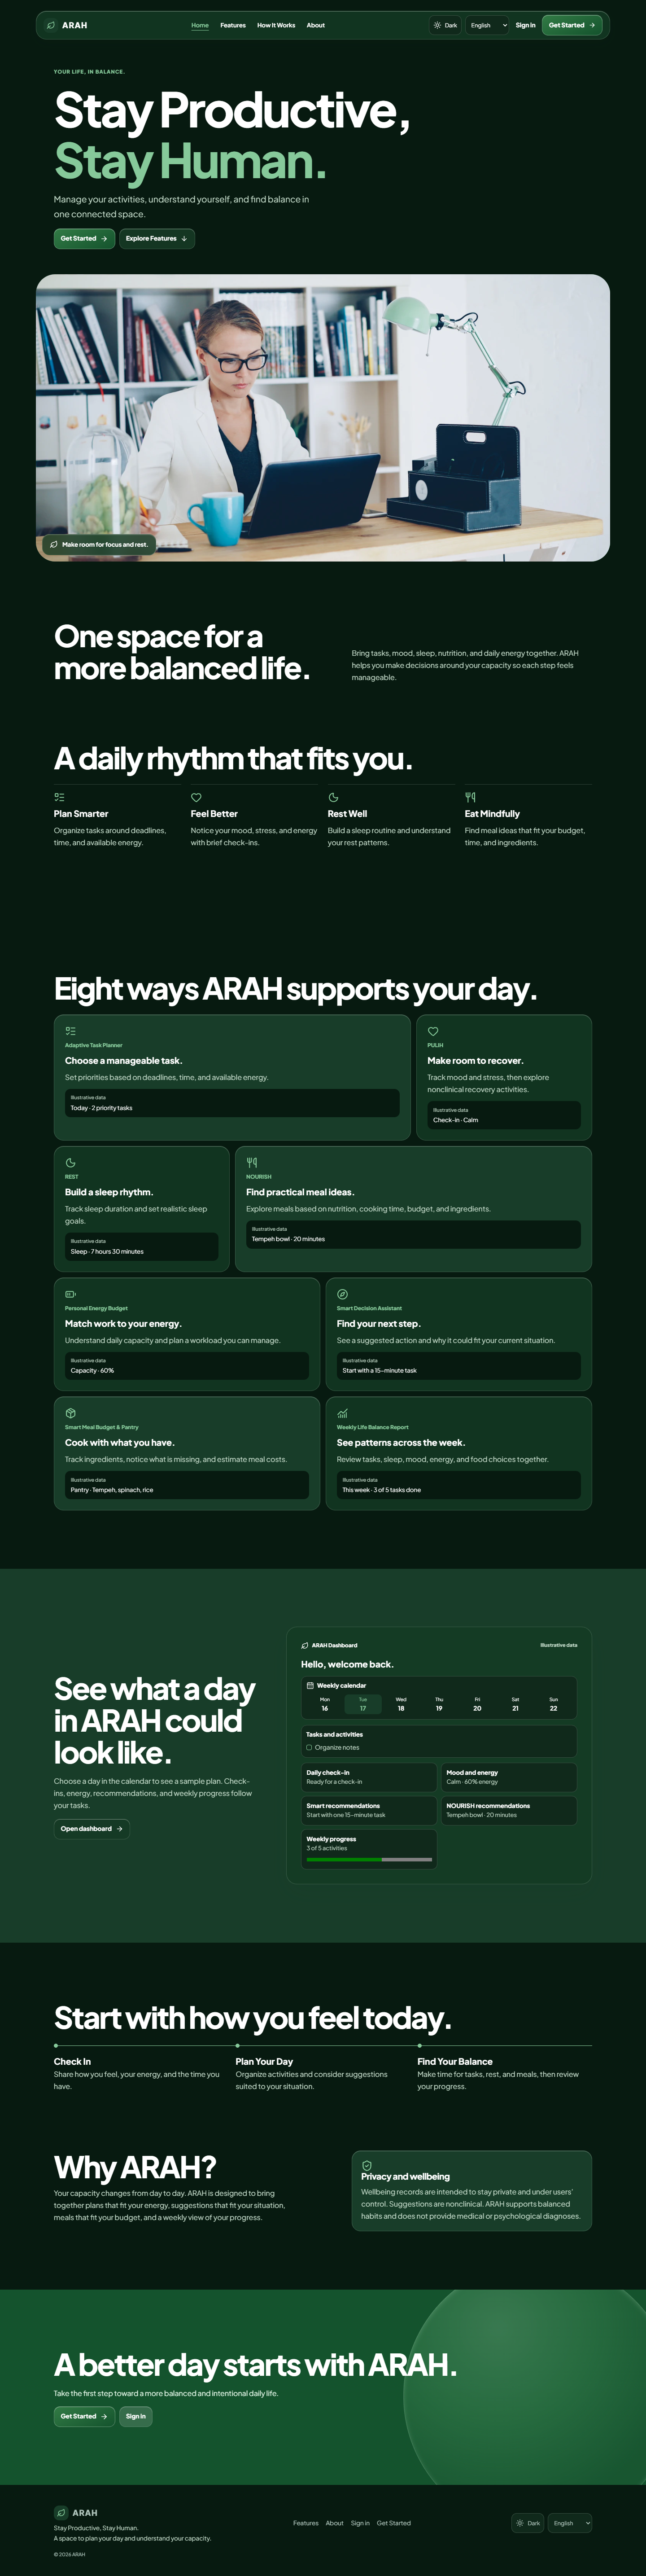 ARAH
Home Features How It Works About
Dark English Sign in Get Started
YOUR LIFE, IN BALANCE.
Stay Productive,
Stay Human.
Manage your activities, understand yourself, and find balance in
one connected space.
Get Started Explore Features
Make room for focus and rest.
One space for a
more balanced life.
Bring tasks, mood, sleep, nutrition, and daily energy together. ARAH
helps you make decisions around your capacity so each step feels
manageable.
A daily rhythm that fits you.
Plan Smarter
Organize tasks around deadlines,
time, and available energy.
Feel Better
Notice your mood, stress, and energy
with brief check-ins.
Rest Well
Build a sleep routine and understand
your rest patterns.
Eat Mindfully
Find meal ideas that fit your budget,
time, and ingredients.
Eight ways ARAH supports your day.
Adaptive Task Planner
Choose a manageable task.
Set priorities based on deadlines, time, and available energy.
Illustrative data
Today · 2 priority tasks
PULIH
Make room to recover.
Track mood and stress, then explore
nonclinical recovery activities.
Illustrative data
Check-in · Calm
REST
Build a sleep rhythm.
Track sleep duration and set realistic sleep
goals.
Illustrative data
Sleep · 7 hours 30 minutes
NOURISH
Find practical meal ideas.
Explore meals based on nutrition, cooking time, budget, and ingredients.
Illustrative data
Tempeh bowl · 20 minutes
Personal Energy Budget
Match work to your energy.
Understand daily capacity and plan a workload you can manage.
Illustrative data
Capacity · 60%
Smart Decision Assistant
Find your next step.
See a suggested action and why it could fit your current situation.
Illustrative data
Start with a 15-minute task
Smart Meal Budget & Pantry
Cook with what you have.
Track ingredients, notice what is missing, and estimate meal costs.
Illustrative data
Pantry · Tempeh, spinach, rice
Weekly Life Balance Report
See patterns across the week.
Review tasks, sleep, mood, energy, and food choices together.
Illustrative data
This week · 3 of 5 tasks done
See what a day
in ARAH could
look like.
Choose a day in the calendar to see a sample plan. Check-
ins, energy, recommendations, and weekly progress follow
your tasks.
Open dashboard
ARAH Dashboard
Illustrative data
Hello, welcome back.
Weekly calendar
Mon Tue Wed Thu Fri Sat Sun
16 17 18 19 20 21 22
Tasks and activities
Organize notes
Daily check-in
Ready for a check-in
Mood and energy
Calm · 60% energy
Smart recommendations
Start with one 15-minute task
NOURISH recommendations
Tempeh bowl · 20 minutes
Weekly progress
3 of 5 activities
Start with how you feel today.
Check In
Share how you feel, your energy, and the time you
have.
Plan Your Day
Organize activities and consider suggestions
suited to your situation.
Find Your Balance
Make time for tasks, rest, and meals, then review
your progress.
Why ARAH?
Your capacity changes from day to day. ARAH is designed to bring
together plans that fit your energy, suggestions that fit your situation,
meals that fit your budget, and a weekly view of your progress.
Privacy and wellbeing
Wellbeing records are intended to stay private and under users'
control. Suggestions are nonclinical. ARAH supports balanced
habits and does not provide medical or psychological diagnoses.
A better day starts with ARAH.
Take the first step toward a more balanced and intentional daily life.
Get Started Sign in
ARAH
Stay Productive, Stay Human.
A space to plan your day and understand your capacity.
© 2026 ARAH
Features About Sign in Get Started
Dark English